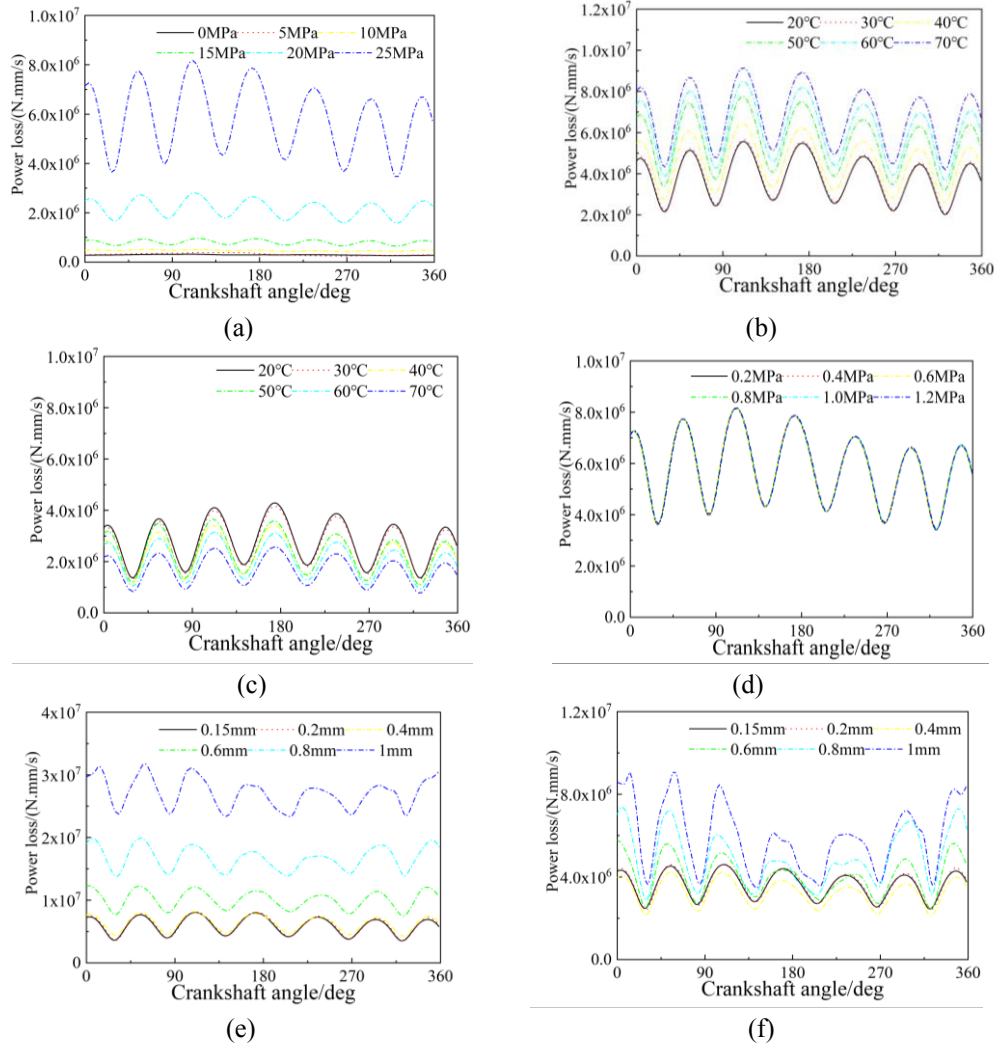 1.0x10⁷
8.0x10⁶
6.0x10⁶
4.0x10⁶
2.0x10⁶
0.0
Power loss/(N.mm/s)
0MPa 5MPa 10MPa
15MPa 20MPa 25MPa
0 90 180 270 360
Crankshaft angle/deg
(a)
1.2x10⁷
1.0x10⁷
8.0x10⁶
6.0x10⁶
4.0x10⁶
2.0x10⁶
0.0
Power loss/(N.mm/s)
20℃ 30℃ 40℃
50℃ 60℃ 70℃
0 90 180 270 360
Crankshaft angle/deg
(b)
1.0x10⁷
8.0x10⁶
6.0x10⁶
4.0x10⁶
2.0x10⁶
0.0
Power loss/(N.mm/s)
20℃ 30℃ 40℃
50℃ 60℃ 70℃
0 90 180 270 360
Crankshaft angle/deg
(c)
1.0x10⁷
8.0x10⁶
6.0x10⁶
4.0x10⁶
2.0x10⁶
0.0
Power loss/(N.mm/s)
0.2MPa 0.4MPa 0.6MPa
0.8MPa 1.0MPa 1.2MPa
0 90 180 270 360
Crankshaft angle/deg
(d)
4x10⁷
3x10⁷
2x10⁷
1x10⁷
0
Power loss/(N.mm/s)
0.15mm 0.2mm 0.4mm
0.6mm 0.8mm 1mm
0 90 180 270 360
Crankshaft angle/deg
(e)
1.2x10⁷
8.0x10⁶
4.0x10⁶
0.0
Power loss/(N.mm/s)
0.15mm 0.2mm 0.4mm
0.6mm 0.8mm 1mm
0 90 180 270 360
Crankshaft angle/deg
(f)